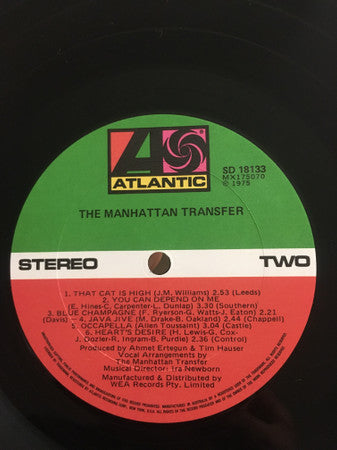 ATLANTIC
SD 18133
MX175070
℗ 1975
THE MANHATTAN TRANSFER
STEREO
TWO
1. THAT CAT IS HIGH (J.M. Williams) 2.53 (Leeds)
2. YOU CAN DEPEND ON ME
(E. Hines-C. Carpenter-L. Dunlap) 3.30 (Southern)
3. BLUE CHAMPAGNE (F. Ryerson-G. Watts-J. Eaton) 2.21
(Davis) – 4. JAVA JIVE (M. Drake-B. Oakland) 2.44 (Chappell)
5. OCCAPELLA (Allen Toussaint) 3.04 (Castle)
6. HEART'S DESIRE (H. Lewis-G. Cox-
J. Dozier-R. Ingram-B. Purdie) 2.36 (Control)
Produced by Ahmet Ertegun & Tim Hauser
Vocal Arrangements by
The Manhattan Transfer
Musical Director: Ira Newborn
Manufactured & Distributed by
WEA Records Pty. Limited